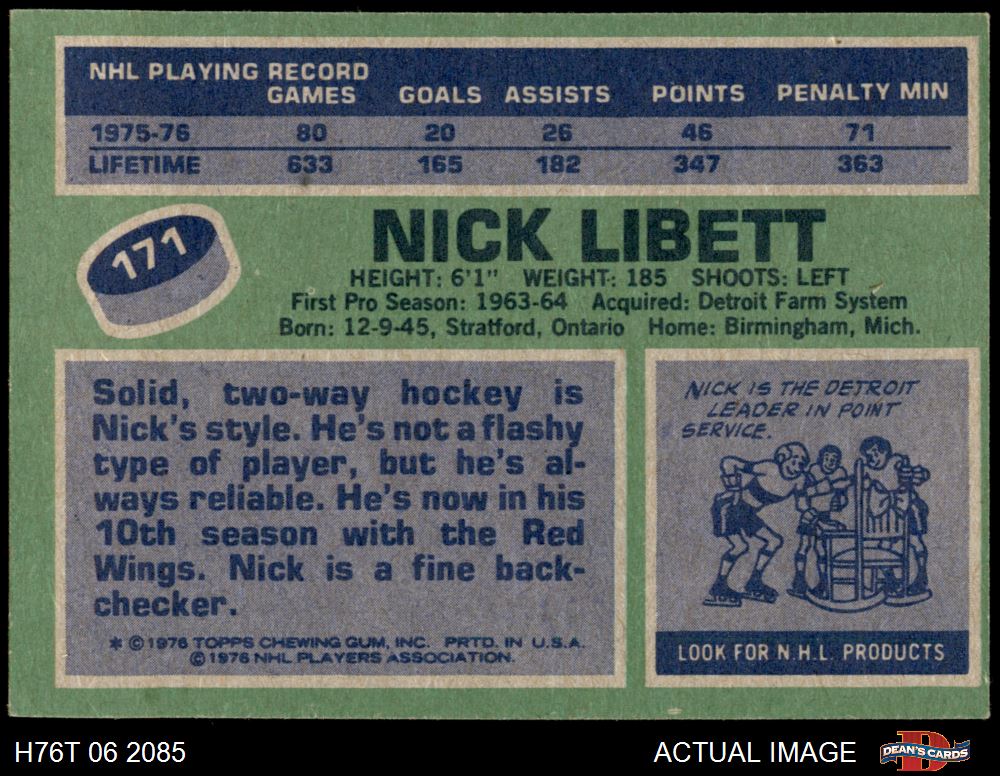 NHL PLAYING RECORD
GAMES GOALS ASSISTS POINTS PENALTY MIN
1975-76 80 20 26 46 71
LIFETIME 633 165 182 347 363
171
NICK LIBETT
HEIGHT: 6'1" WEIGHT: 185 SHOOTS: LEFT
First Pro Season: 1963-64 Acquired: Detroit Farm System
Born: 12-9-45, Stratford, Ontario Home: Birmingham, Mich.
Solid, two-way hockey is
Nick's style. He's not a flashy
type of player, but he's al-
ways reliable. He's now in his
10th season with the Red
Wings. Nick is a fine back-
checker.
* © 1976 TOPPS CHEWING GUM, INC. PRTD. IN U.S.A.
© 1976 NHL PLAYERS ASSOCIATION.
NICK IS THE DETROIT
LEADER IN POINT
SERVICE.
LOOK FOR N.H.L. PRODUCTS
H76T 06 2085
ACTUAL IMAGE
D
DEAN'S CARDS